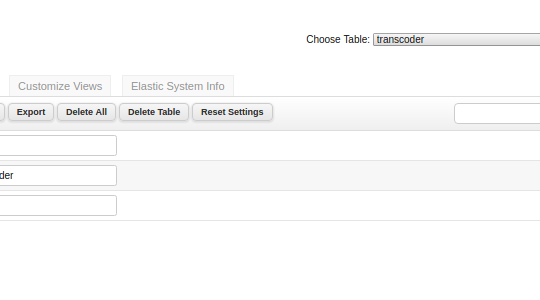 Choose Table: transcoder
Customize Views Elastic System Info
Export Delete All Delete Table Reset Settings
der